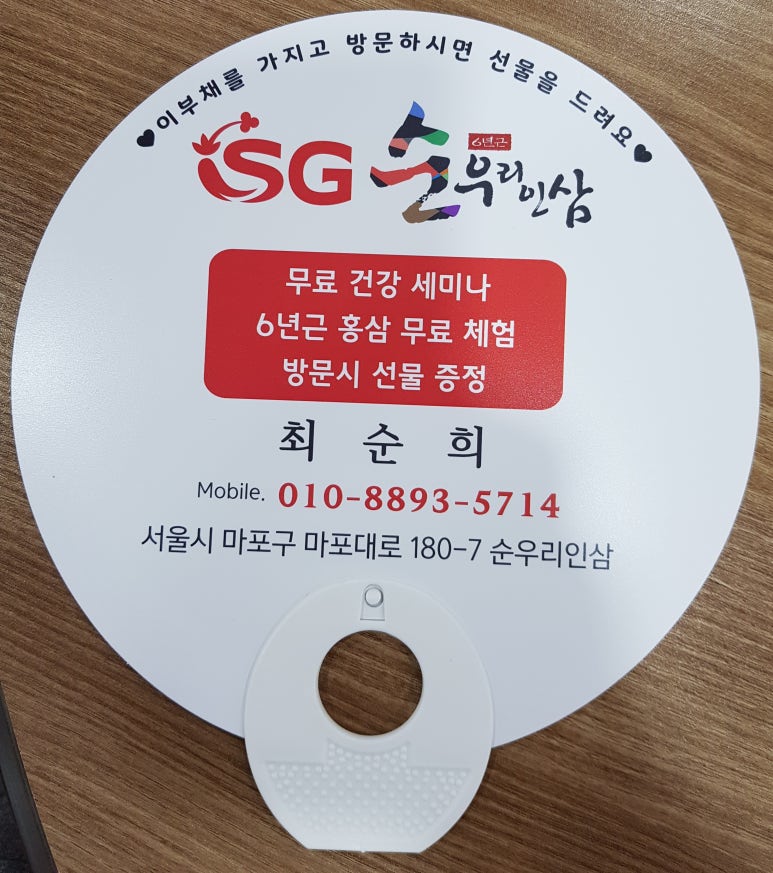 ♥이부채를 가지고 방문하시면 선물을 드려요♥
SG 순우리인삼
6년근
무료 건강 세미나
6년근 홍삼 무료 체험
방문시 선물 증정
최 순 희
Mobile. 010-8893-5714
서울시 마포구 마포대로 180-7 순우리인삼